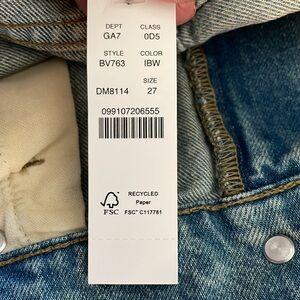 DEPT CLASS
GA7 0D5
STYLE COLOR
BV763 IBW
SIZE
DM8114 27
099107206555
RECYCLED
Paper
FSC FSC® C117781